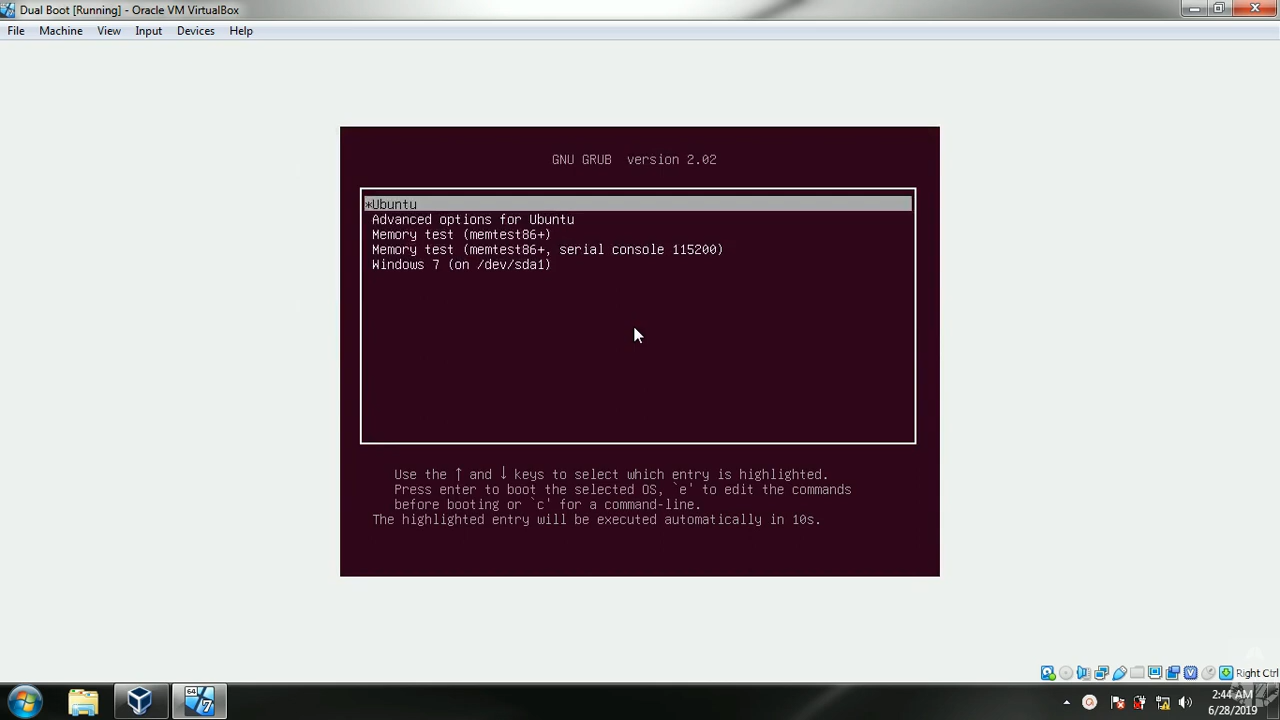 Dual Boot [Running] - Oracle VM VirtualBox
File Machine View Input Devices Help
GNU GRUB version 2.02
*Ubuntu
Advanced options for Ubuntu
Memory test (memtest86+)
Memory test (memtest86+, serial console 115200)
Windows 7 (on /dev/sda1)
Use the ↑ and ↓ keys to select which entry is highlighted.
Press enter to boot the selected OS, `e' to edit the commands
before booting or `c' for a command-line.
The highlighted entry will be executed automatically in 10s.
Right Ctrl
64
7
2:44 AM
6/28/2019